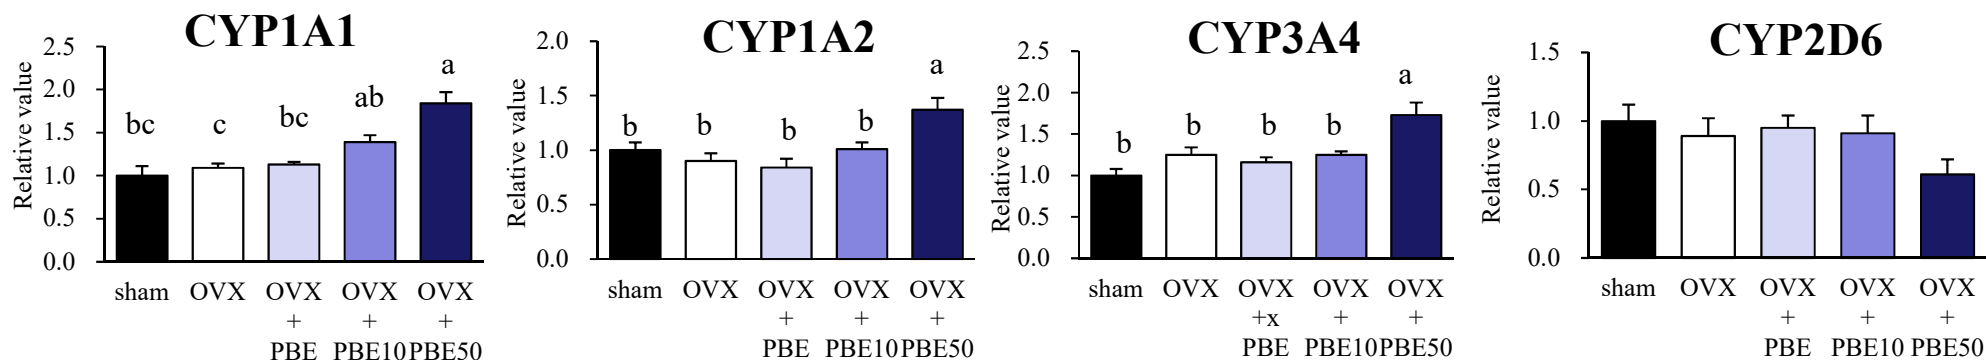 CYP1A1
Relative value
2.5
2.0
1.5
1.0
0.5
0.0
bc
c
bc
ab
a
sham OVX OVX OVX OVX
+ + +
PBE PBE10 PBE50
CYP1A2
Relative value
2.0
1.5
1.0
0.5
0.0
b
b
b
b
a
sham OVX OVX OVX OVX
+ + +
PBE PBE10 PBE50
CYP3A4
Relative value
2.5
2.0
1.5
1.0
0.5
0.0
b
b
b
b
a
sham OVX OVX OVX OVX
+x + +
PBE PBE10 PBE50
CYP2D6
Relative value
1.5
1.0
0.5
0.0
sham OVX OVX OVX OVX
+ + +
PBE PBE10 PBE50